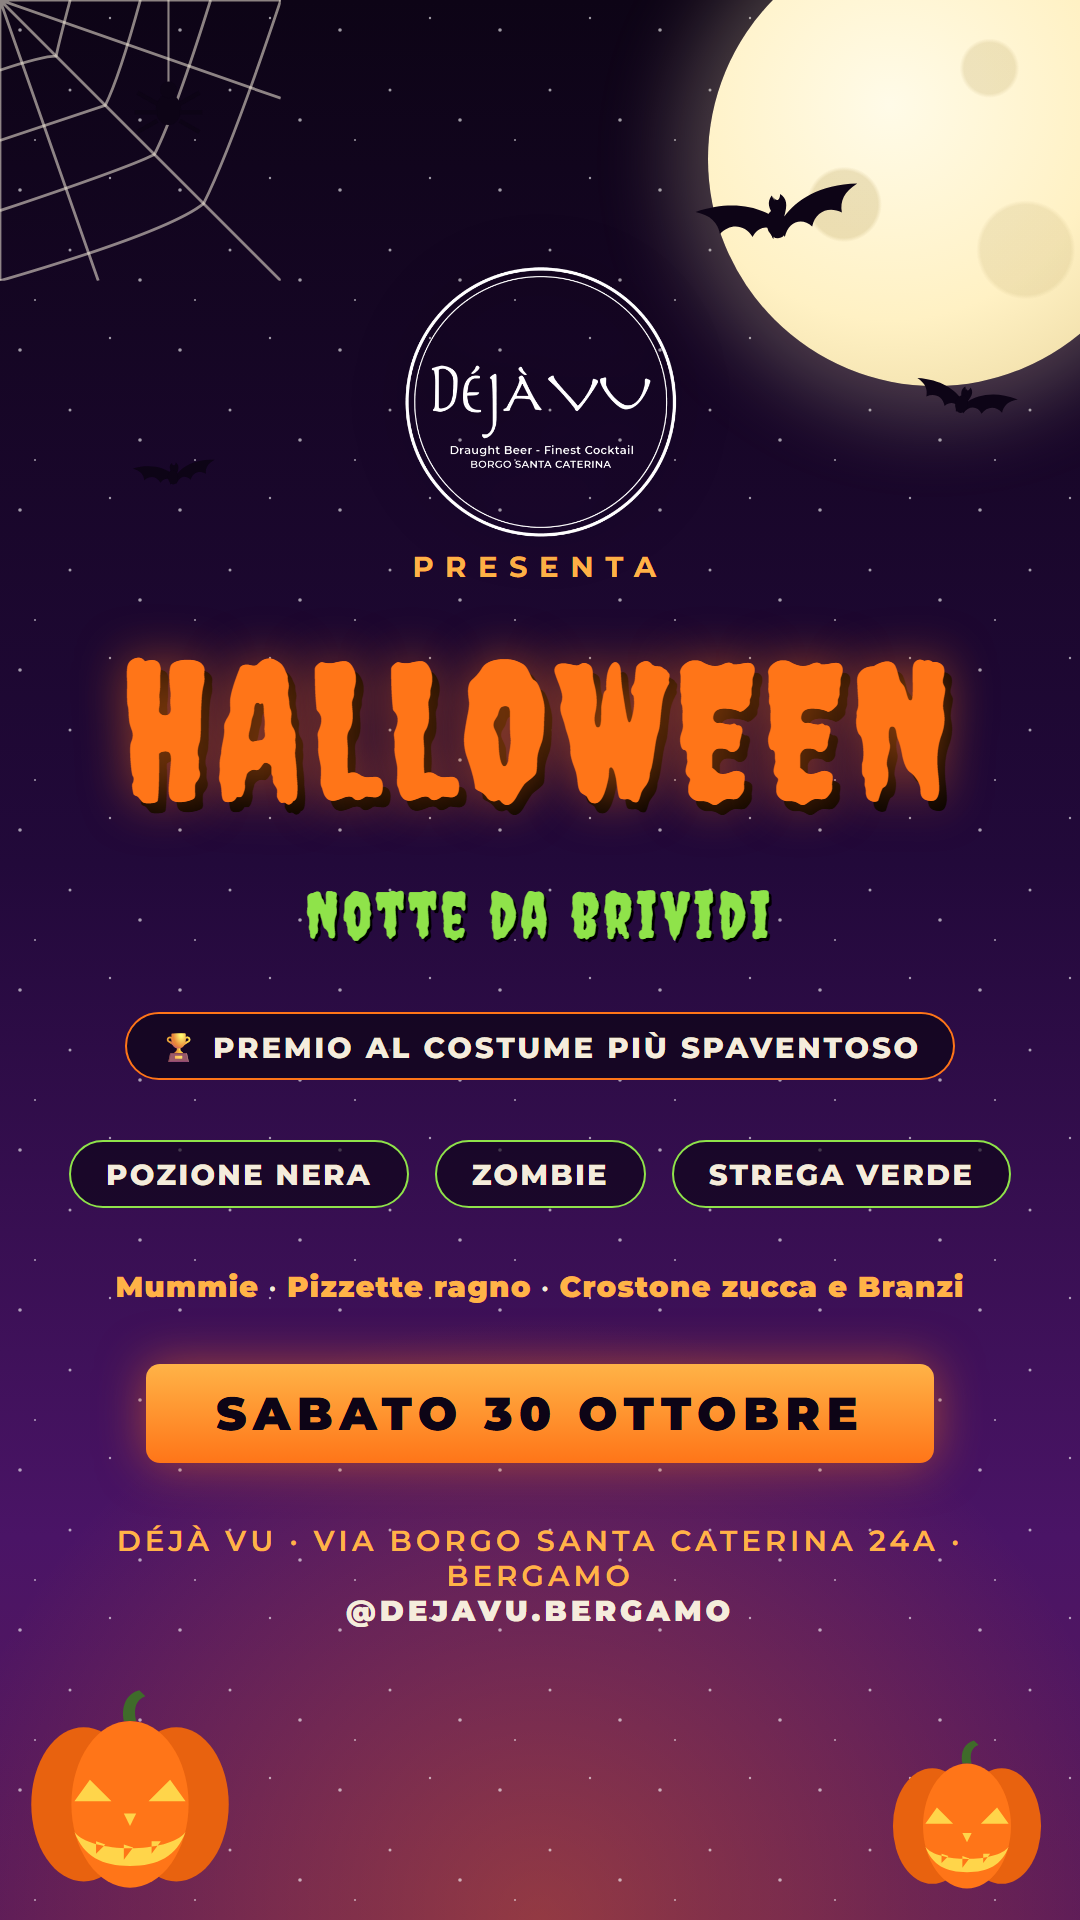 DÉJÀ VU
Draught Beer - Finest Cocktail
BORGO SANTA CATERINA
PRESENTA
HALLOWEEN
NOTTE DA BRIVIDI
🏆 PREMIO AL COSTUME PIÙ SPAVENTOSO
POZIONE NERA
ZOMBIE
STREGA VERDE
Mummie · Pizzette ragno · Crostone zucca e Branzi
SABATO 30 OTTOBRE
DÉJÀ VU · VIA BORGO SANTA CATERINA 24A ·
BERGAMO
@DEJAVU.BERGAMO